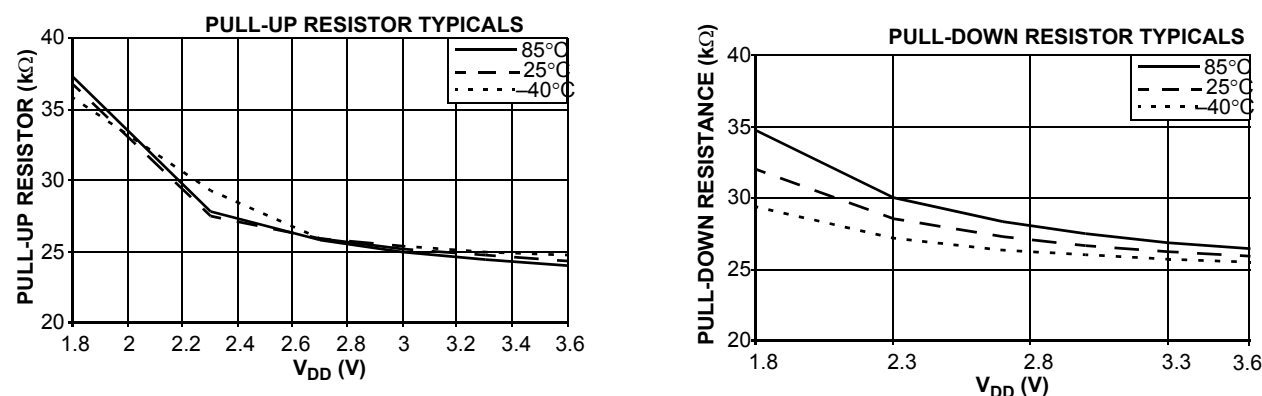 PULL-UP RESISTOR TYPICALS
PULL-UP RESISTOR (kΩ)
40
35
30
25
20
85°C
25°C
–40°C
1.8 2 2.2 2.4 2.6 2.8 3 3.2 3.4 3.6
VDD (V)
PULL-DOWN RESISTOR TYPICALS
PULL-DOWN RESISTANCE (kΩ)
40
35
30
25
20
85°C
25°C
–40°C
1.8 2.3 2.8 3.3 3.6
VDD (V)